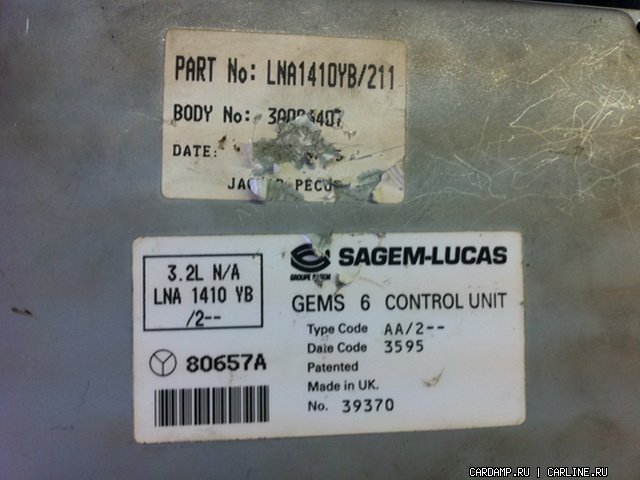 PART No: LNA1410YB/211
BODY No:
DATE:
3.2L N/A
LNA 1410 YB
/2--
80657A
GROUPE
SAGEM-LUCAS
GEMS 6 CONTROL UNIT
Type Code AA/2--
Date Code 3595
Patented
Made in UK.
No. 39370
CARDAMP.RU | CARLINE.RU